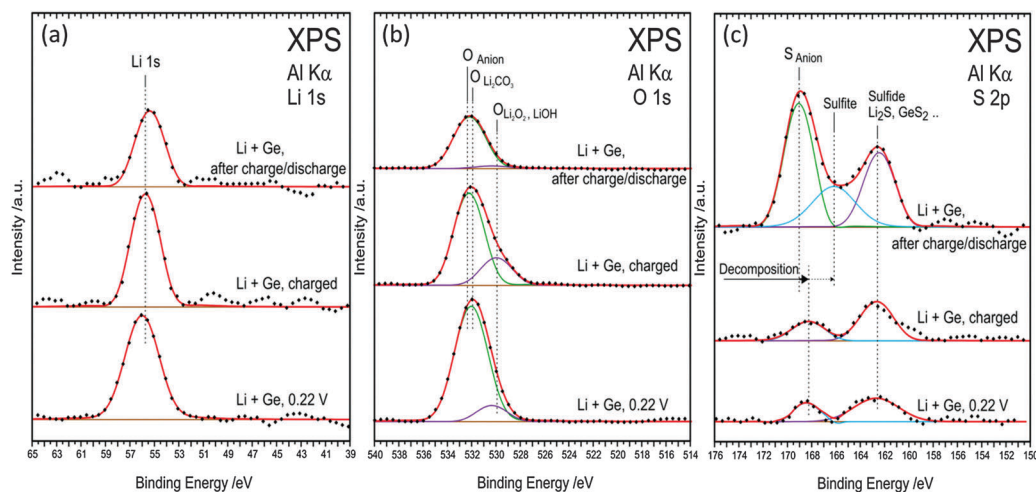 (a)
XPS
Al Kα
Li 1s
Li 1s
Li + Ge,
after charge/discharge
Li + Ge, charged
Li + Ge, 0.22 V
Intensity /a.u.
65 63 61 59 57 55 53 51 49 47 45 43 41 39
Binding Energy /eV
(b)
XPS
Al Kα
O 1s
O Anion
O Li₂CO₃
O Li₂O₂ , LiOH
Li + Ge,
after charge/discharge
Li + Ge, charged
Li + Ge, 0.22 V
Intensity /a.u.
540 538 536 534 532 530 528 526 524 522 520 518 516 514
Binding Energy /eV
(c)
XPS
Al Kα
S 2p
S Anion
Sulfite
Sulfide
Li₂S, GeS₂ ..
Li + Ge,
after charge/discharge
Decomposition
Li + Ge, charged
Li + Ge, 0.22 V
Intensity /a.u.
176 174 172 170 168 166 164 162 160 158 156 154 152 150
Binding Energy /eV